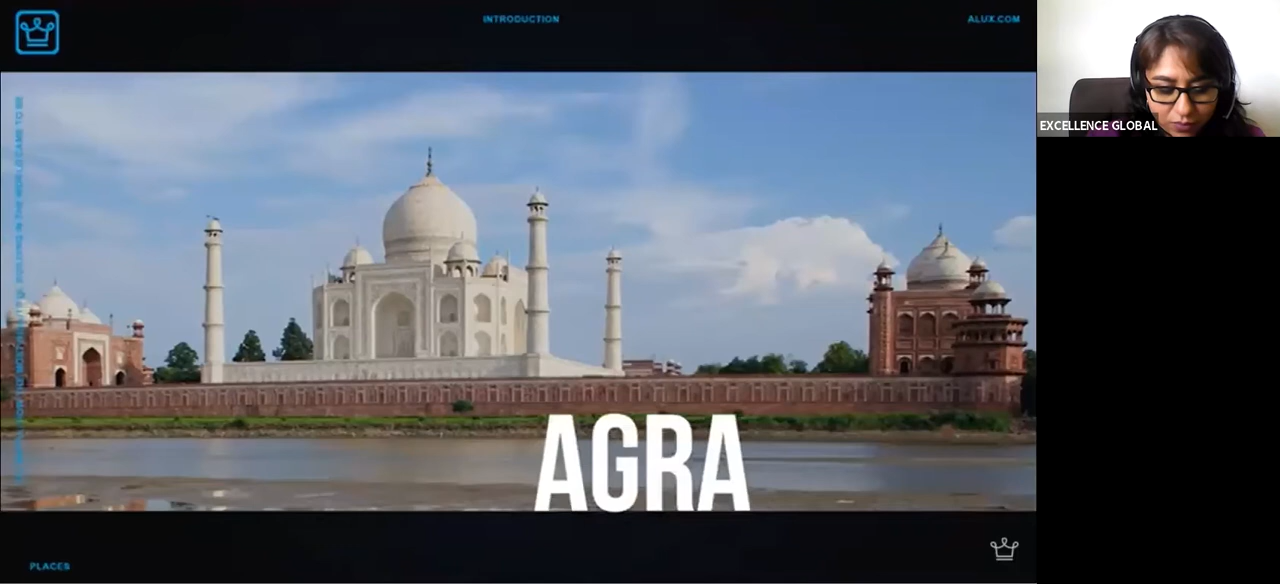 INTRODUCTION
ALUX.COM
EXCELLENCE GLOBAL
AGRA
PLACES